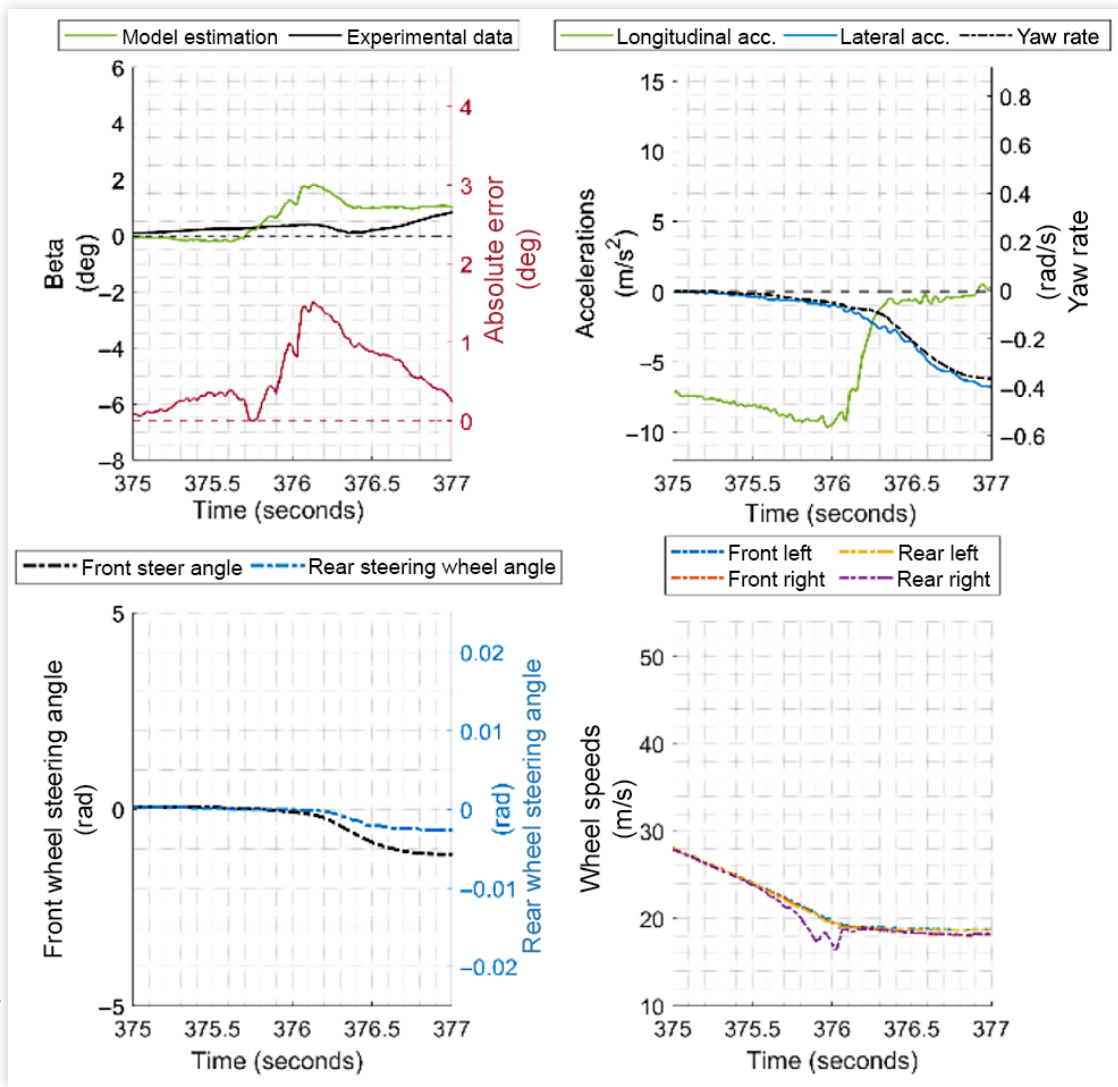 Model estimation Experimental data
6
4
2
0
−2
−4
−6
−8
Beta
(deg)
4
3
2
1
0
Absolute error
(deg)
375 375.5 376 376.5 377
Time (seconds)
Longitudinal acc. Lateral acc. Yaw rate
15
10
5
0
−5
−10
Accelerations
(m/s²)
0.8
0.6
0.4
0.2
0
−0.2
−0.4
−0.6
(rad/s)
Yaw rate
375 375.5 376 376.5 377
Time (seconds)
Front steer angle Rear steering wheel angle
5
0
−5
Front wheel steering angle
(rad)
0.02
0.01
0
−0.01
−0.02
(rad)
Rear wheel steering angle
375 375.5 376 376.5 377
Time (seconds)
Front left Rear left
Front right Rear right
50
40
30
20
10
Wheel speeds
(m/s)
375 375.5 376 376.5 377
Time (seconds)